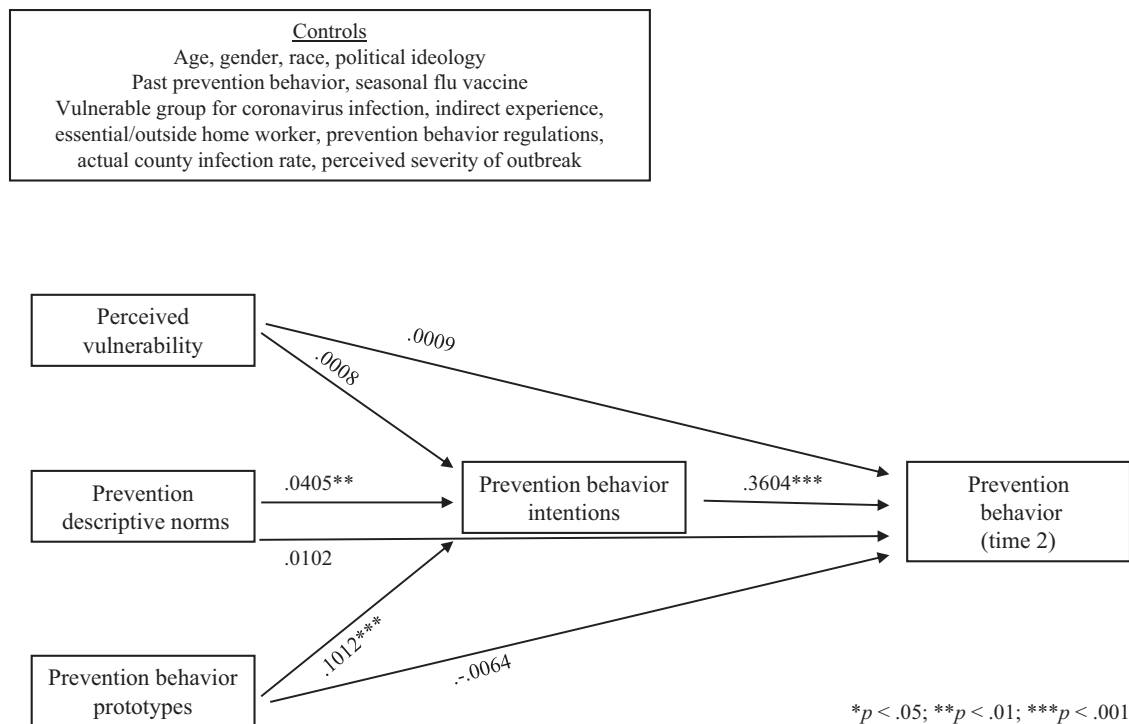 Controls
Age, gender, race, political ideology
Past prevention behavior, seasonal flu vaccine
Vulnerable group for coronavirus infection, indirect experience,
essential/outside home worker, prevention behavior regulations,
actual county infection rate, perceived severity of outbreak
Perceived
vulnerability
.0009
.0008
Prevention
descriptive norms
.0405**
Prevention behavior
intentions
.3604***
Prevention
behavior
(time 2)
.0102
.1012***
.-.0064
Prevention behavior
prototypes
*p < .05; **p < .01; ***p < .001